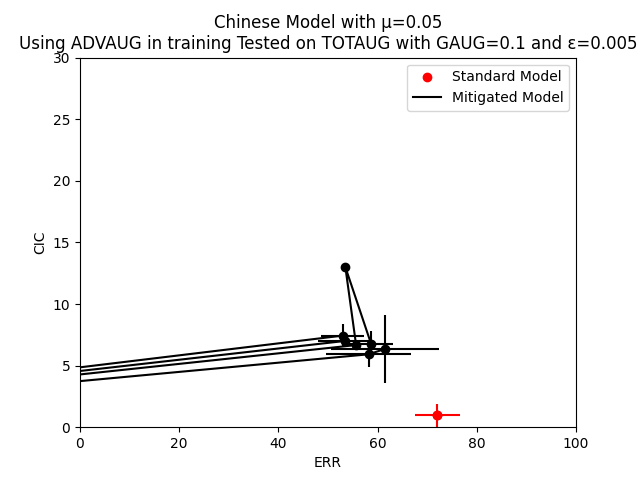 Chinese Model with μ=0.05
Using ADVAUG in training Tested on TOTAUG with GAUG=0.1 and ε=0.005
30
25
20
15
10
5
0
CIC
Standard Model
Mitigated Model
0 20 40 60 80 100
ERR